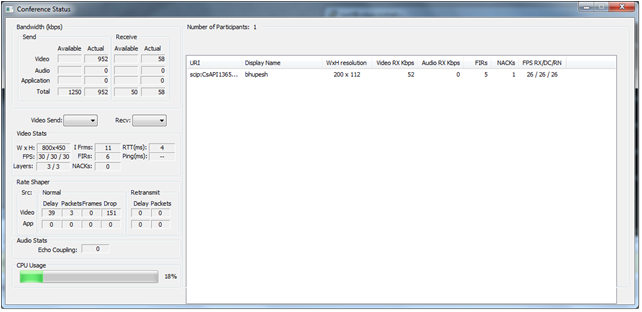 Conference Status
Bandwidth (kbps)
Send Receive
Available Actual Available Actual
Video 952 58
Audio 0 0
Application 0 0
Total 1250 952 50 58
Video Send: Recv:
Video Stats
W x H: 800x450 I Frms: 11 RTT(ms): 4
FPS: 30 / 30 / 30 FIRs: 6 Ping(ms): --
Layers: 3 / 3 NACKs: 0
Rate Shaper
Src: Normal Retransmit
Delay Packets Frames Drop Delay Packets
Video 39 3 0 151 0 0
App 0 0 0 0 0 0
Audio Stats
Echo Coupling: 0
CPU Usage
18%
Number of Participants: 1
URI Display Name WxH resolution Video RX Kbps Audio RX Kbps FIRs NACKs FPS RX/DC/RN
scip:CsAPI1365... bhupesh 200 x 112 52 0 5 1 26 / 26 / 26